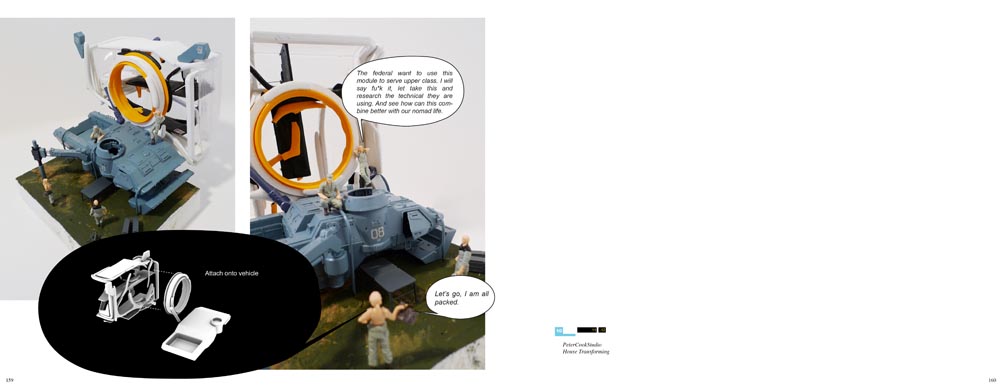 The federal want to use this
module to serve upper class. I will
say fu*k it, let take this and
research the technical they are
using. And see how can this com-
bine better with our nomad life.
08
Attach onto vehicle
Let's go, I am all
packed.
PeterCookStudio
House Transforming
159
160